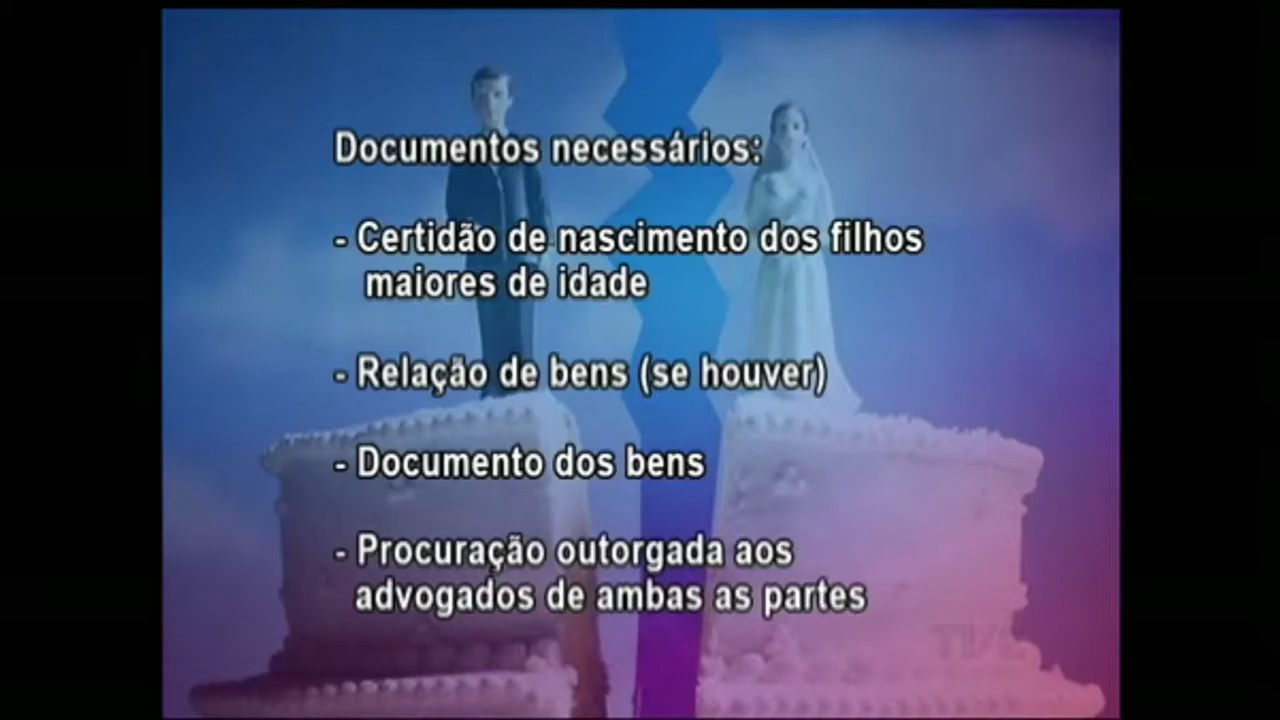 Documentos necessários:
- Certidão de nascimento dos filhos
maiores de idade
- Relação de bens (se houver)
- Documento dos bens
- Procuração outorgada aos
advogados de ambas as partes